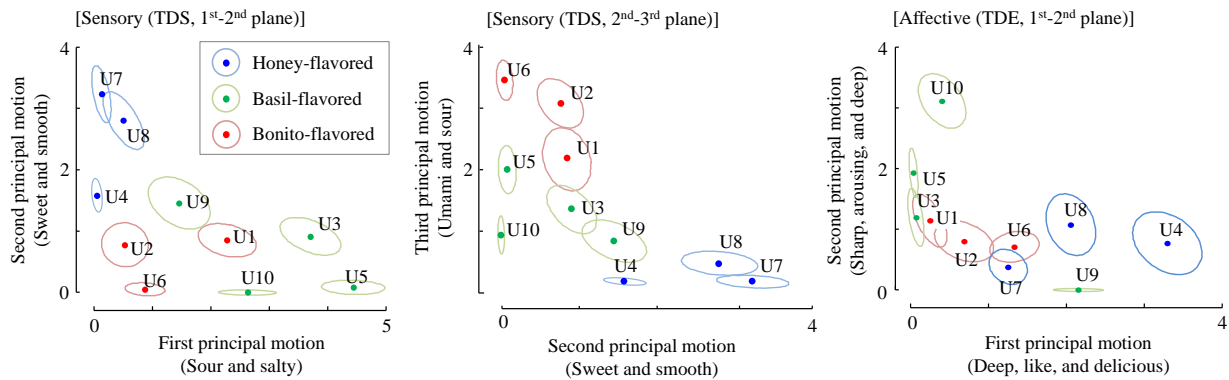 [Sensory (TDS, 1st-2nd plane)]
4
2
0
0
5
Second principal motion
(Sweet and smooth)
First principal motion
(Sour and salty)
U7
U8
U4
U9
U2
U1
U3
U6
U10
U5
Honey-flavored
Basil-flavored
Bonito-flavored
[Sensory (TDS, 2nd-3rd plane)]
4
2
0
0
4
Third principal motion
(Umami and sour)
Second principal motion
(Sweet and smooth)
U6
U2
U1
U5
U3
U9
U10
U4
U8
U7
[Affective (TDE, 1st-2nd plane)]
4
2
0
0
4
Second principal motion
(Sharp, arousing, and deep)
First principal motion
(Deep, like, and delicious)
U10
U5
U3
U1
U2
U6
U8
U4
U7
U9